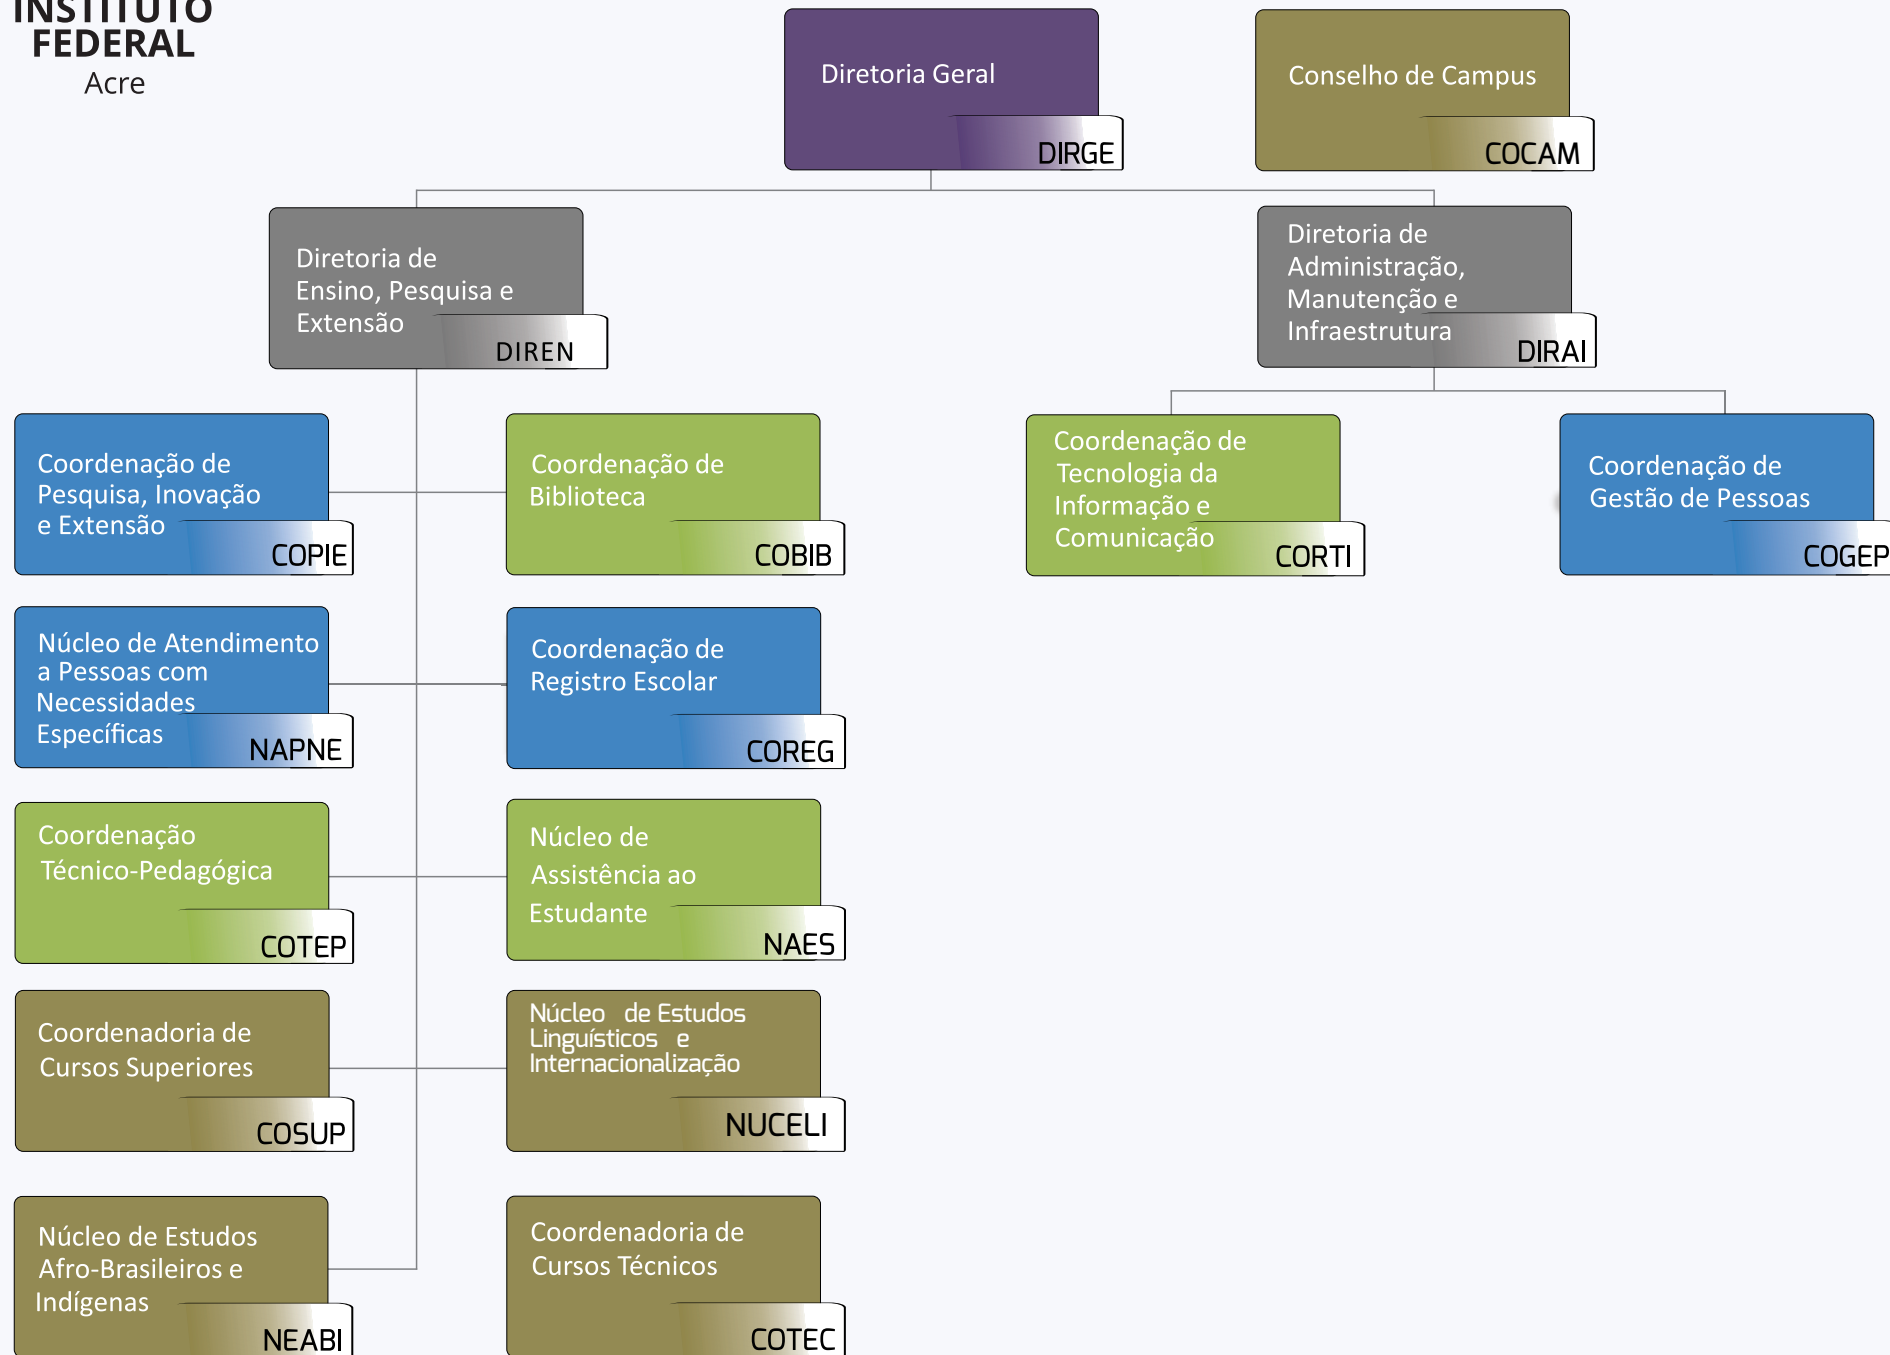 INSTITUTO
FEDERAL
Acre
Diretoria Geral
DIRGE
Conselho de Campus
COCAM
Diretoria de
Ensino, Pesquisa e
Extensão
DIREN
Diretoria de
Administração,
Manutenção e
Infraestrutura
DIRAI
Coordenação de
Pesquisa, Inovação
e Extensão
COPIE
Coordenação de
Biblioteca
COBIB
Coordenação de
Tecnologia da
Informação e
Comunicação
CORTI
Coordenação de
Gestão de Pessoas
COGEP
Núcleo de Atendimento
a Pessoas com
Necessidades
Específicas
NAPNE
Coordenação de
Registro Escolar
COREG
Coordenação
Técnico-Pedagógica
COTEP
Núcleo de
Assistência ao
Estudante
NAES
Coordenadoria de
Cursos Superiores
COSUP
Núcleo de Estudos
Linguísticos e
Internacionalização
NUCELI
Núcleo de Estudos
Afro-Brasileiros e
Indígenas
NEABI
Coordenadoria de
Cursos Técnicos
COTEC